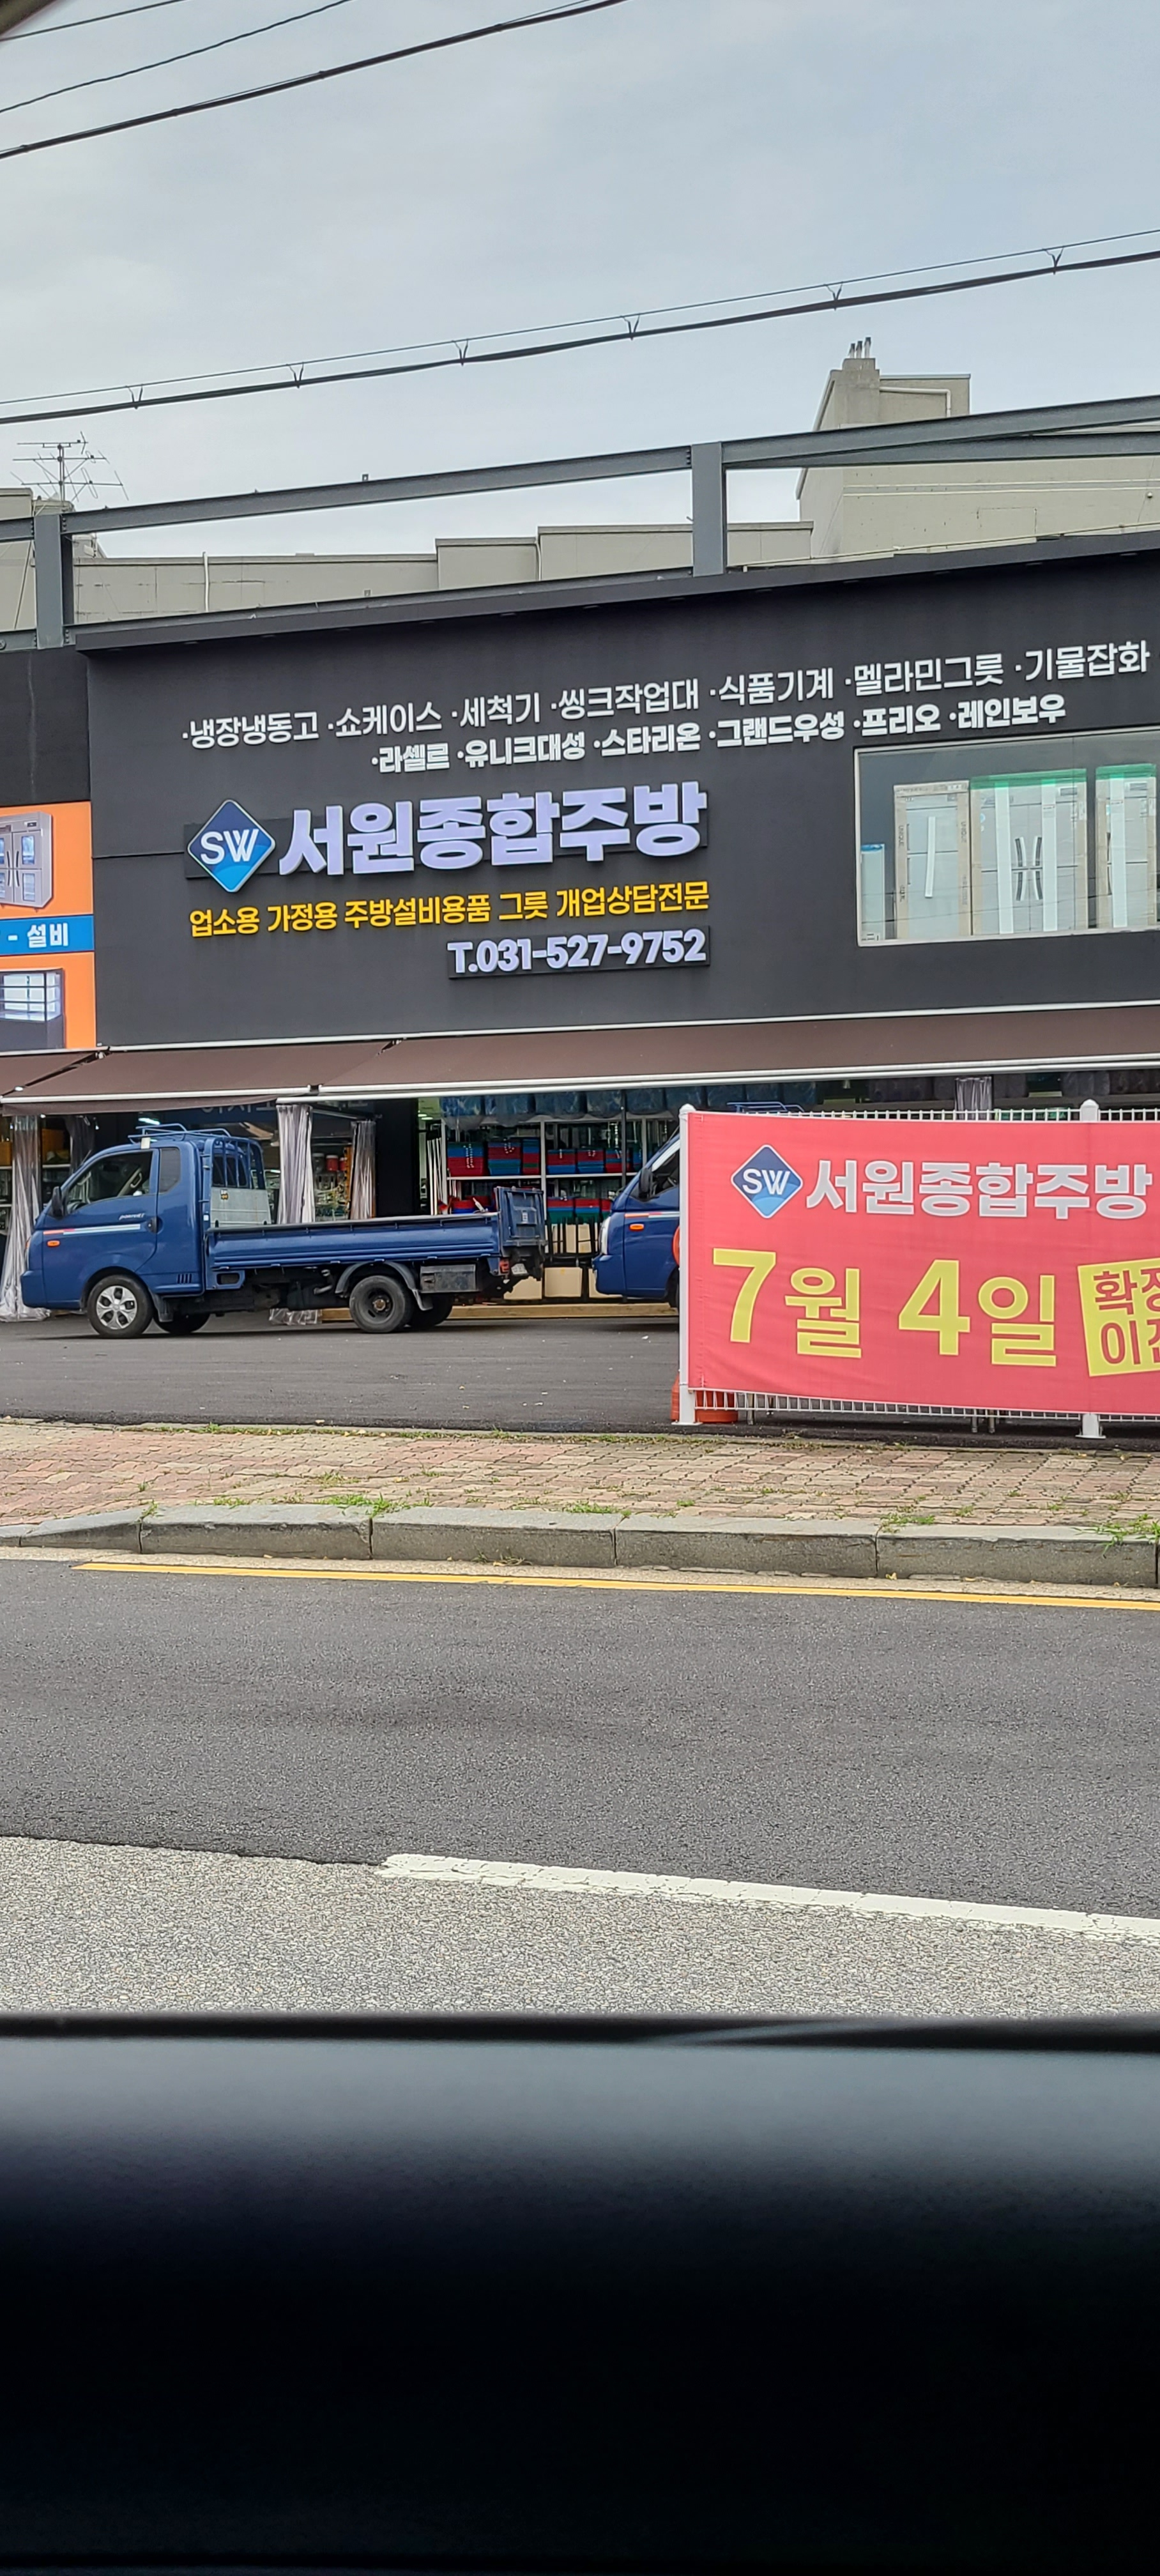 ·냉장냉동고 ·쇼케이스 ·세척기 ·씽크작업대 ·식품기계 ·멜라민그릇 ·기물잡화
·라셀르 ·유니크대성 ·스타리온 ·그랜드우성 ·프리오 ·레인보우
SW 서원종합주방
업소용 가정용 주방설비용품 그릇 개업상담전문
T.031-527-9752
- 설비
SW 서원종합주방
7월 4일
확장
이전